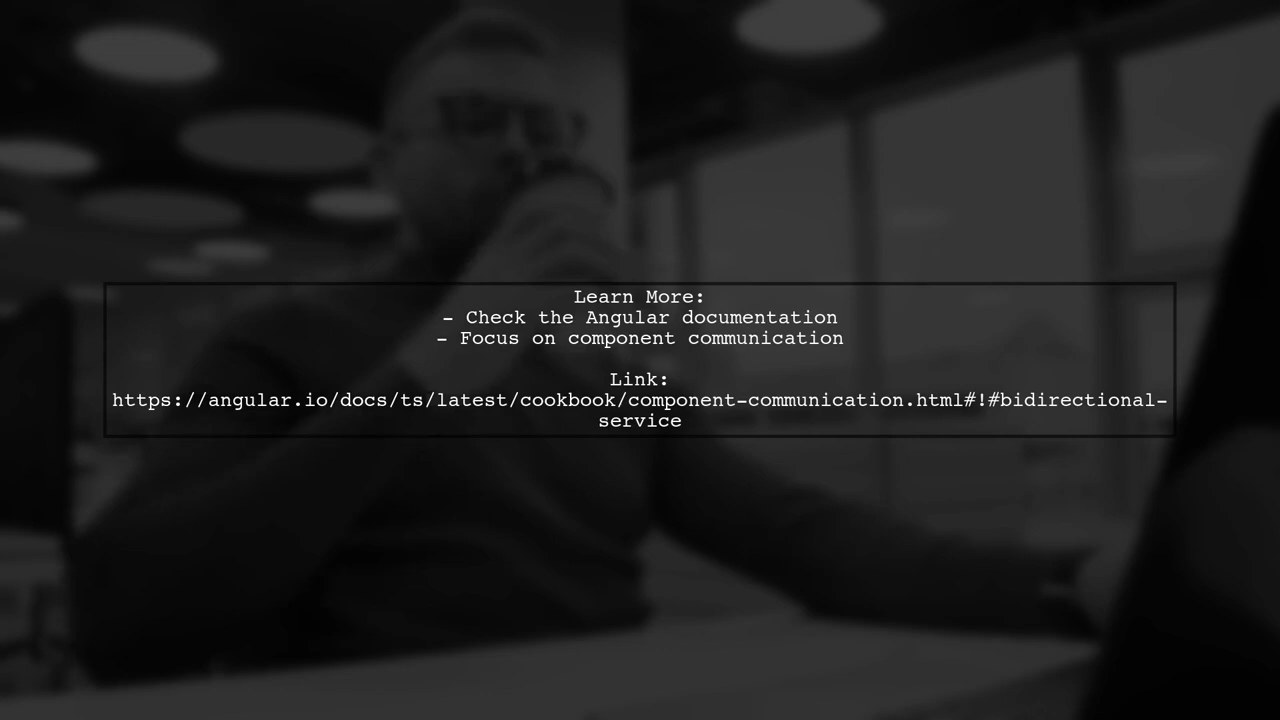 Learn More:
- Check the Angular documentation
- Focus on component communication
Link:
https://angular.io/docs/ts/latest/cookbook/component-communication.html#!#bidirectional-
service